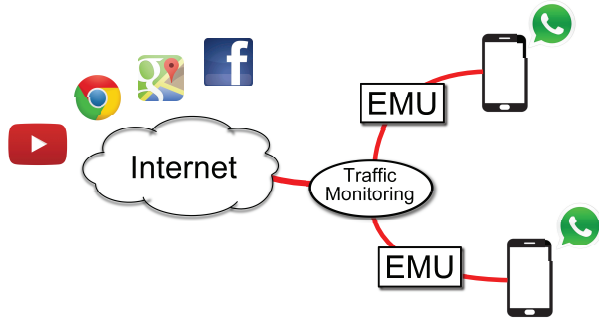 EMU
Internet
Traffic
Monitoring
EMU